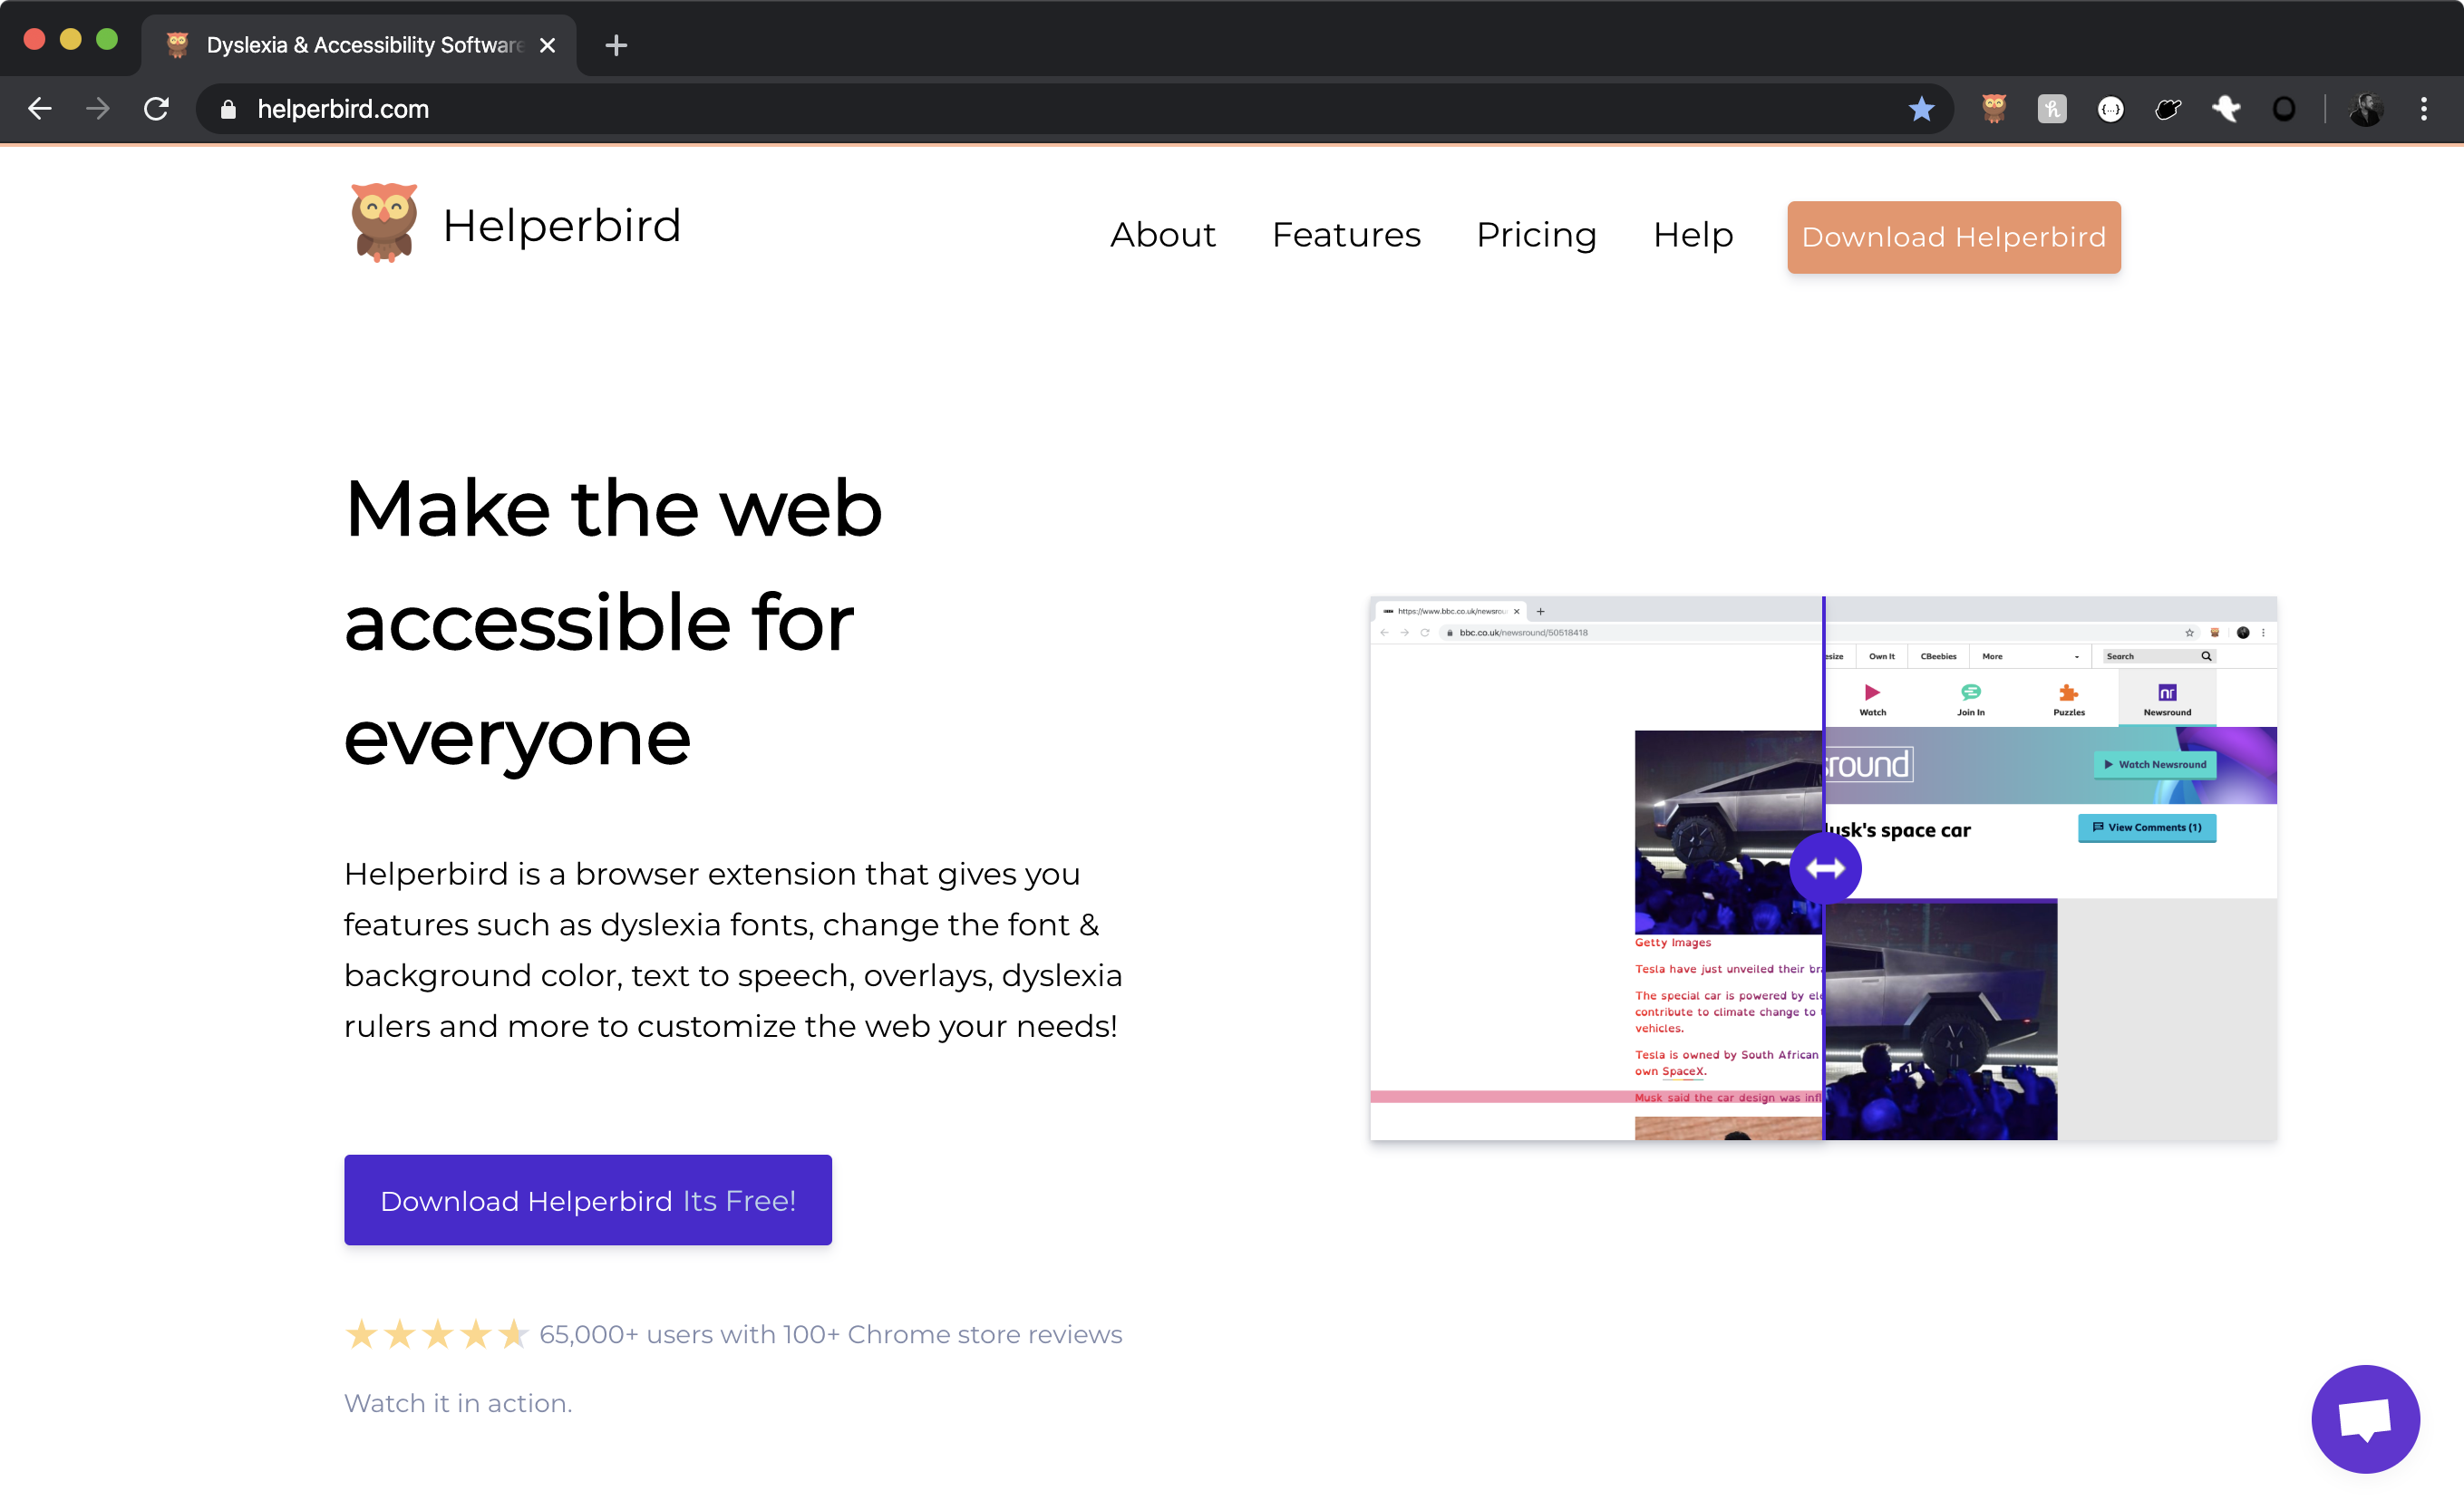 Dyslexia & Accessibility Software
helperbird.com
Helperbird
About Features Pricing Help Download Helperbird
Make the web
accessible for
everyone
Helperbird is a browser extension that gives you
features such as dyslexia fonts, change the font &
background color, text to speech, overlays, dyslexia
rulers and more to customize the web your needs!
Download Helperbird Its Free!
65,000+ users with 100+ Chrome store reviews
Watch it in action.
https://www.bbc.co.uk/newsrou
bbc.co.uk/newsround/50518418
esize Own It CBeebies More Search
Watch Join In Puzzles Newsround
sround
Watch Newsround
usk's space car
View Comments (1)
Getty Images
Tesla have just unveiled their bra
The special car is powered by ele
contribute to climate change to
vehicles.
Tesla is owned by South African
own SpaceX.
Musk said the car design was infl